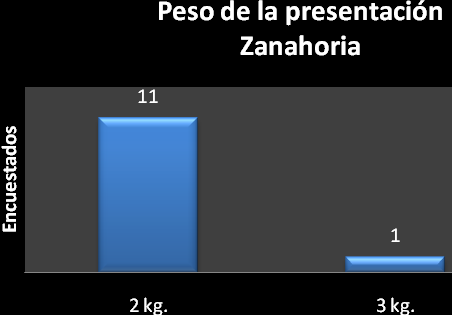 Peso de la presentación
Zanahoria
11
1
Encuestados
2 kg.
3 kg.